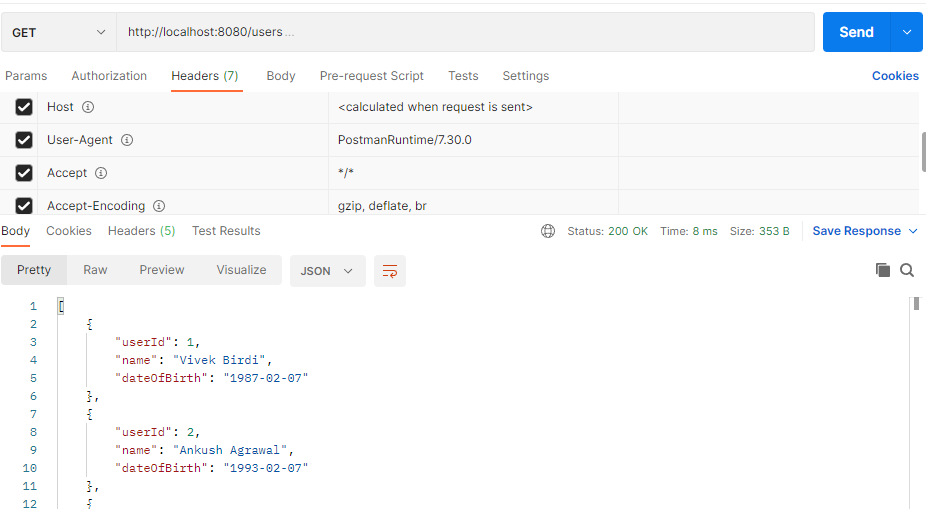 GET http://localhost:8080/users... Send
Params Authorization Headers (7) Body Pre-request Script Tests Settings Cookies
Host <calculated when request is sent>
User-Agent PostmanRuntime/7.30.0
Accept */*
Accept-Encoding gzip, deflate, br
Body Cookies Headers (5) Test Results Status: 200 OK Time: 8 ms Size: 353 B Save Response
Pretty Raw Preview Visualize JSON
1 [
2 {
3 "userId": 1,
4 "name": "Vivek Birdi",
5 "dateOfBirth": "1987-02-07"
6 },
7 {
8 "userId": 2,
9 "name": "Ankush Agrawal",
10 "dateOfBirth": "1993-02-07"
11 },
12 {